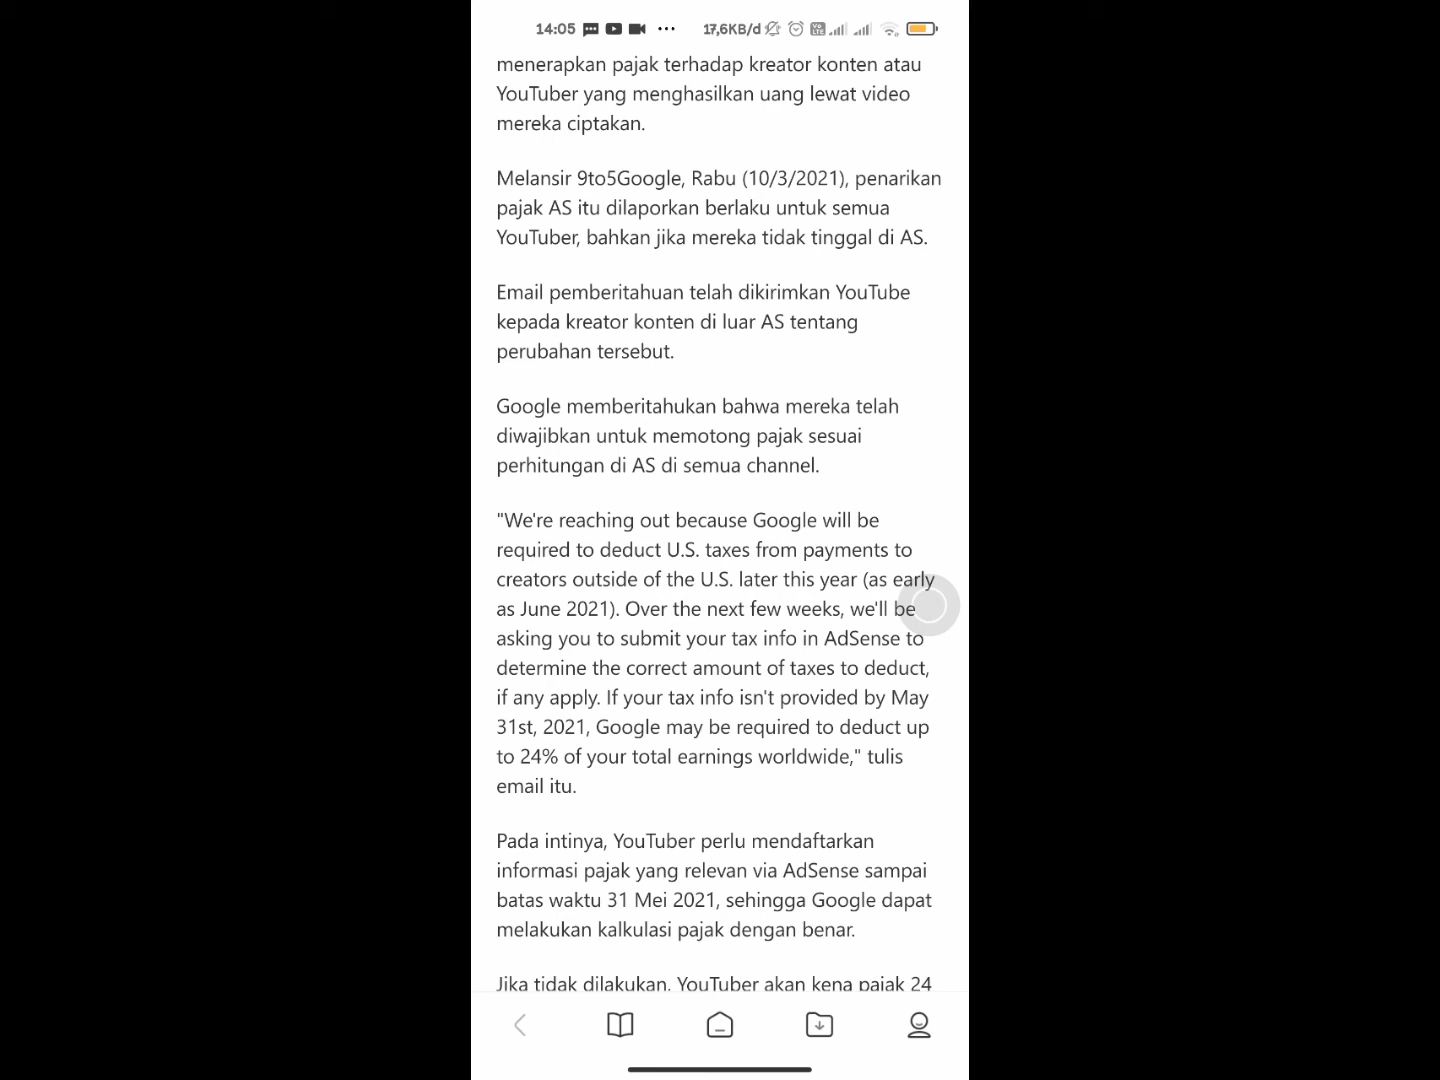 14:05
17,6KB/d
menerapkan pajak terhadap kreator konten atau
YouTuber yang menghasilkan uang lewat video
mereka ciptakan.
Melansir 9to5Google, Rabu (10/3/2021), penarikan
pajak AS itu dilaporkan berlaku untuk semua
YouTuber, bahkan jika mereka tidak tinggal di AS.
Email pemberitahuan telah dikirimkan YouTube
kepada kreator konten di luar AS tentang
perubahan tersebut.
Google memberitahukan bahwa mereka telah
diwajibkan untuk memotong pajak sesuai
perhitungan di AS di semua channel.
"We're reaching out because Google will be
required to deduct U.S. taxes from payments to
creators outside of the U.S. later this year (as early
as June 2021). Over the next few weeks, we'll be
asking you to submit your tax info in AdSense to
determine the correct amount of taxes to deduct,
if any apply. If your tax info isn't provided by May
31st, 2021, Google may be required to deduct up
to 24% of your total earnings worldwide," tulis
email itu.
Pada intinya, YouTuber perlu mendaftarkan
informasi pajak yang relevan via AdSense sampai
batas waktu 31 Mei 2021, sehingga Google dapat
melakukan kalkulasi pajak dengan benar.
Jika tidak dilakukan, YouTuber akan kena pajak 24